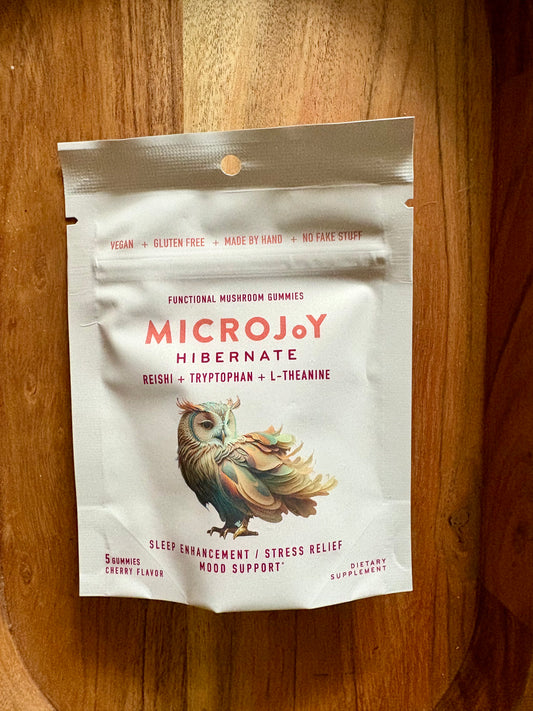 VEGAN + GLUTEN FREE + MADE BY HAND + NO FAKE STUFF
FUNCTIONAL MUSHROOM GUMMIES
MICROJoY
HIBERNATE
REISHI + TRYPTOPHAN + L-THEANINE
SLEEP ENHANCEMENT / STRESS RELIEF
MOOD SUPPORT*
5 GUMMIES
CHERRY FLAVOR
DIETARY
SUPPLEMENT